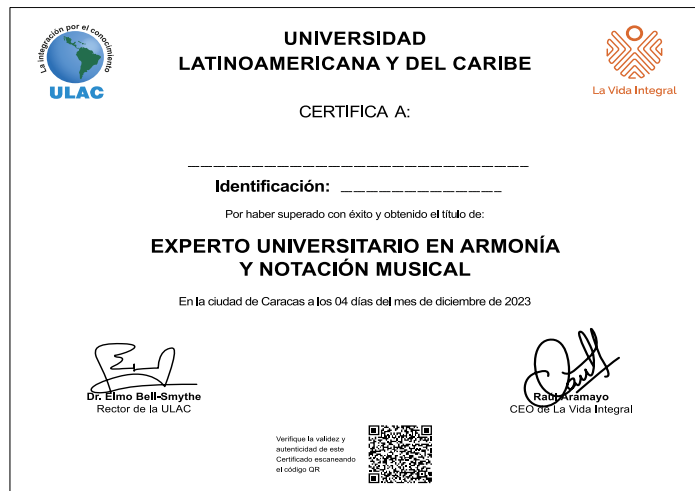 La integración por el conocimiento
ULAC
UNIVERSIDAD
LATINOAMERICANA Y DEL CARIBE
La Vida Integral
CERTIFICA A:
Identificación:
Por haber superado con éxito y obtenido el título de:
EXPERTO UNIVERSITARIO EN ARMONÍA
Y NOTACIÓN MUSICAL
En la ciudad de Caracas a los 04 días del mes de diciembre de 2023
Dr. Elmo Bell-Smythe
Rector de la ULAC
Raúl Aramayo
CEO de La Vida Integral
Verifique la validez y
autenticidad de este
Certificado escaneando
el código QR